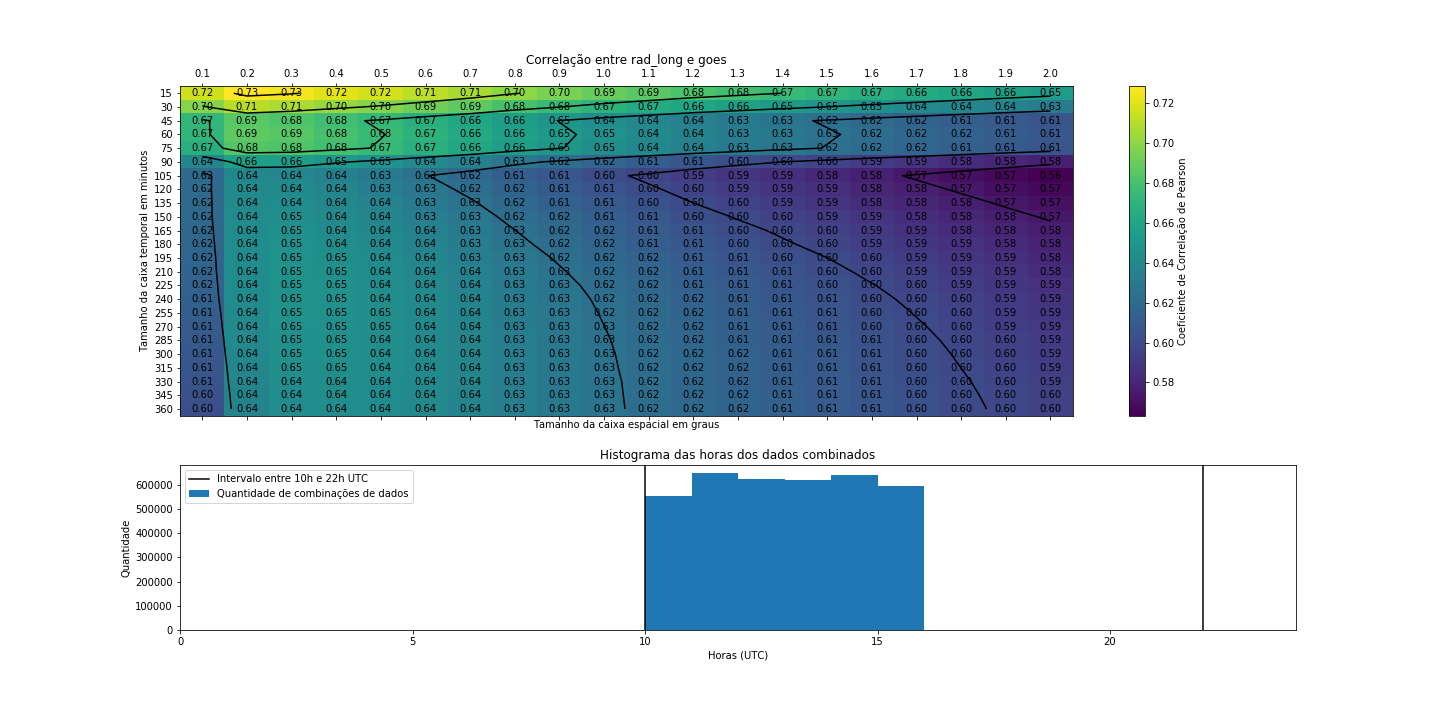 Correlação entre rad_long e goes
0.1 0.2 0.3 0.4 0.5 0.6 0.7 0.8 0.9 1.0 1.1 1.2 1.3 1.4 1.5 1.6 1.7 1.8 1.9 2.0
15 0.72 0.73 0.73 0.72 0.72 0.71 0.71 0.70 0.70 0.69 0.69 0.68 0.68 0.67 0.67 0.67 0.66 0.66 0.66 0.65
30 0.70 0.71 0.71 0.70 0.70 0.69 0.69 0.68 0.68 0.67 0.67 0.66 0.66 0.65 0.65 0.65 0.64 0.64 0.64 0.63
45 0.67 0.69 0.68 0.68 0.67 0.67 0.66 0.66 0.65 0.64 0.64 0.64 0.63 0.63 0.62 0.62 0.62 0.61 0.61 0.61
60 0.67 0.69 0.69 0.68 0.68 0.67 0.66 0.66 0.65 0.65 0.64 0.64 0.63 0.63 0.62 0.62 0.62 0.62 0.61 0.61
75 0.67 0.68 0.68 0.68 0.67 0.67 0.66 0.66 0.65 0.65 0.64 0.64 0.63 0.63 0.62 0.62 0.62 0.61 0.61 0.61
90 0.64 0.66 0.66 0.65 0.65 0.64 0.64 0.63 0.62 0.62 0.61 0.61 0.60 0.60 0.60 0.59 0.59 0.58 0.58 0.58
105 0.62 0.64 0.64 0.64 0.63 0.63 0.62 0.61 0.61 0.60 0.60 0.59 0.59 0.59 0.58 0.58 0.57 0.57 0.57 0.56
120 0.62 0.64 0.64 0.64 0.63 0.63 0.62 0.62 0.61 0.61 0.60 0.60 0.59 0.59 0.59 0.58 0.58 0.57 0.57 0.57
135 0.62 0.64 0.64 0.64 0.63 0.63 0.63 0.62 0.61 0.61 0.60 0.60 0.59 0.59 0.59 0.58 0.58 0.58 0.57 0.57
150 0.62 0.64 0.65 0.64 0.63 0.63 0.63 0.62 0.62 0.61 0.61 0.60 0.60 0.60 0.59 0.59 0.58 0.58 0.58 0.57
165 0.62 0.64 0.65 0.64 0.64 0.63 0.63 0.63 0.62 0.62 0.61 0.61 0.60 0.60 0.60 0.59 0.59 0.58 0.58 0.58
180 0.62 0.64 0.65 0.64 0.64 0.64 0.63 0.63 0.62 0.62 0.61 0.61 0.60 0.60 0.60 0.59 0.59 0.59 0.58 0.58
195 0.62 0.64 0.65 0.65 0.64 0.64 0.63 0.63 0.62 0.62 0.61 0.61 0.61 0.60 0.60 0.60 0.59 0.59 0.59 0.58
210 0.62 0.64 0.65 0.65 0.64 0.64 0.63 0.63 0.63 0.62 0.62 0.61 0.61 0.61 0.60 0.60 0.59 0.59 0.59 0.58
225 0.62 0.64 0.65 0.65 0.64 0.64 0.64 0.63 0.63 0.62 0.62 0.61 0.61 0.61 0.60 0.60 0.60 0.59 0.59 0.59
240 0.61 0.64 0.65 0.65 0.64 0.64 0.64 0.63 0.63 0.62 0.62 0.62 0.61 0.61 0.61 0.60 0.60 0.60 0.59 0.59
255 0.61 0.64 0.65 0.65 0.64 0.64 0.64 0.63 0.63 0.62 0.62 0.62 0.61 0.61 0.61 0.60 0.60 0.60 0.59 0.59
270 0.61 0.64 0.65 0.65 0.64 0.64 0.64 0.63 0.63 0.63 0.62 0.62 0.61 0.61 0.61 0.60 0.60 0.60 0.59 0.59
285 0.61 0.64 0.65 0.65 0.64 0.64 0.64 0.63 0.63 0.63 0.62 0.62 0.62 0.61 0.61 0.61 0.60 0.60 0.60 0.59
300 0.61 0.64 0.65 0.65 0.64 0.64 0.64 0.63 0.63 0.63 0.62 0.62 0.62 0.61 0.61 0.61 0.60 0.60 0.60 0.59
315 0.61 0.64 0.65 0.64 0.64 0.64 0.64 0.63 0.63 0.63 0.62 0.62 0.62 0.61 0.61 0.61 0.60 0.60 0.60 0.59
330 0.61 0.64 0.64 0.64 0.64 0.64 0.64 0.63 0.63 0.63 0.62 0.62 0.62 0.61 0.61 0.61 0.60 0.60 0.60 0.59
345 0.60 0.64 0.64 0.64 0.64 0.64 0.64 0.63 0.63 0.63 0.62 0.62 0.62 0.61 0.61 0.61 0.60 0.60 0.60 0.60
360 0.60 0.64 0.64 0.64 0.64 0.64 0.64 0.63 0.63 0.63 0.62 0.62 0.62 0.61 0.61 0.61 0.60 0.60 0.60 0.60
Tamanho da caixa temporal em minutos
Tamanho da caixa espacial em graus
0.72
0.70
0.68
0.66
0.64
0.62
0.60
0.58
Coeficiente de Correlação de Pearson
Histograma das horas dos dados combinados
Intervalo entre 10h e 22h UTC
Quantidade de combinações de dados
600000
500000
400000
300000
200000
100000
0
Quantidade
0 5 10 15 20
Horas (UTC)